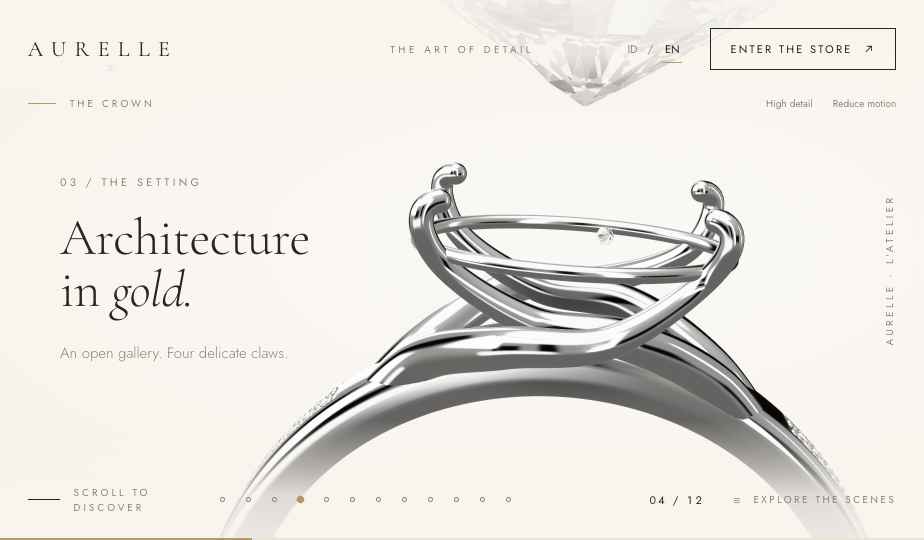 AURELLE
THE ART OF DETAIL
ID / EN
ENTER THE STORE ↗
THE CROWN
High detail
Reduce motion
03 / THE SETTING
Architecture
in gold.
An open gallery. Four delicate claws.
AURELLE · L'ATELIER
SCROLL TO
DISCOVER
04 / 12
≡ EXPLORE THE SCENES